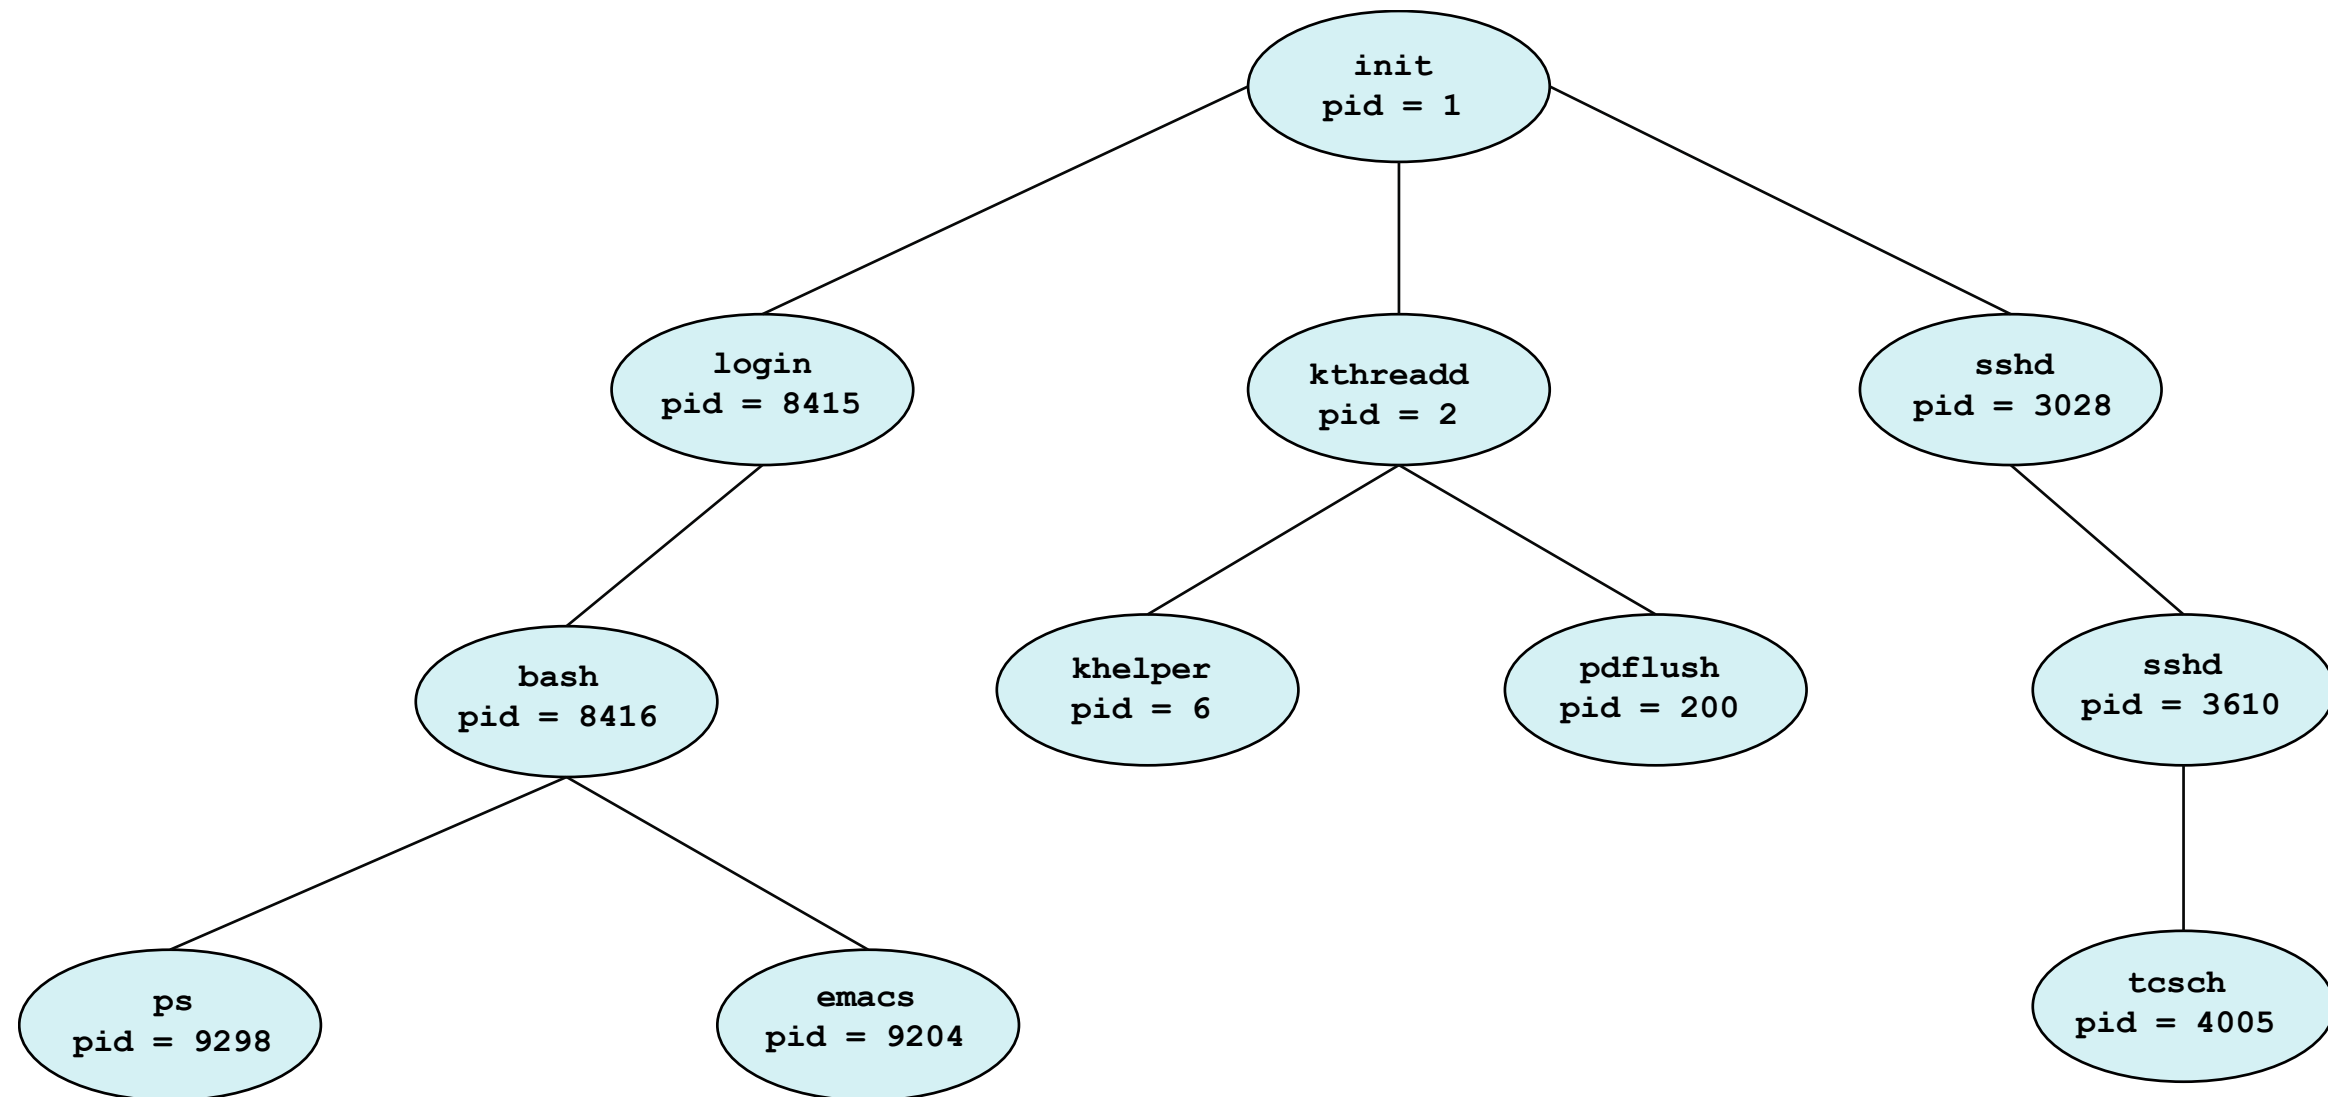 init
pid = 1
login
pid = 8415
kthreadd
pid = 2
sshd
pid = 3028
bash
pid = 8416
khelper
pid = 6
pdflush
pid = 200
sshd
pid = 3610
ps
pid = 9298
emacs
pid = 9204
tcsch
pid = 4005